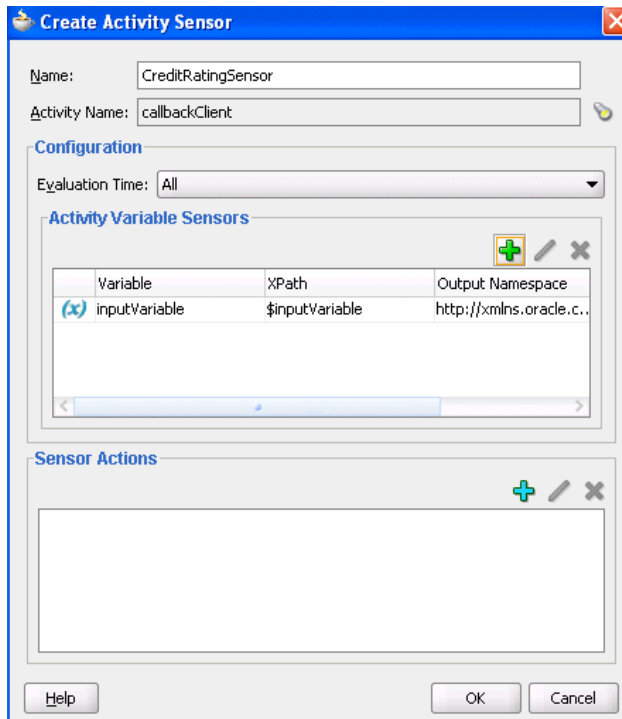 Create Activity Sensor
Name: CreditRatingSensor
Activity Name: callbackClient
Configuration
Evaluation Time: All
Activity Variable Sensors
Variable XPath Output Namespace
(x) inputVariable $inputVariable http://xmlns.oracle.c...
Sensor Actions
Help OK Cancel